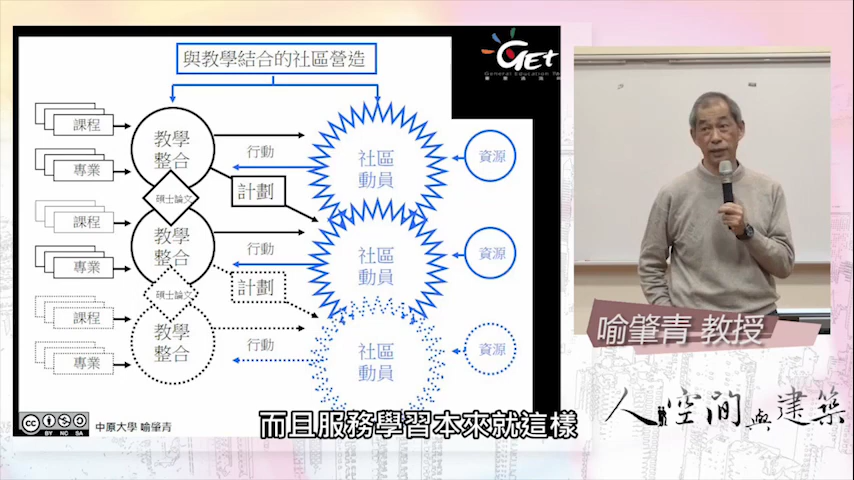 與教學結合的社區營造
GEt
General Education
課程
專業
教學
整合
行動
社區
動員
資源
計劃
碩士論文
課程
專業
教學
整合
行動
社區
動員
資源
計劃
碩士論文
課程
專業
教學
整合
行動
社區
動員
資源
喻肇青 教授
人空間與建築
cc BY NC SA
中原大學 喻肇青
而且服務學習本來就這樣